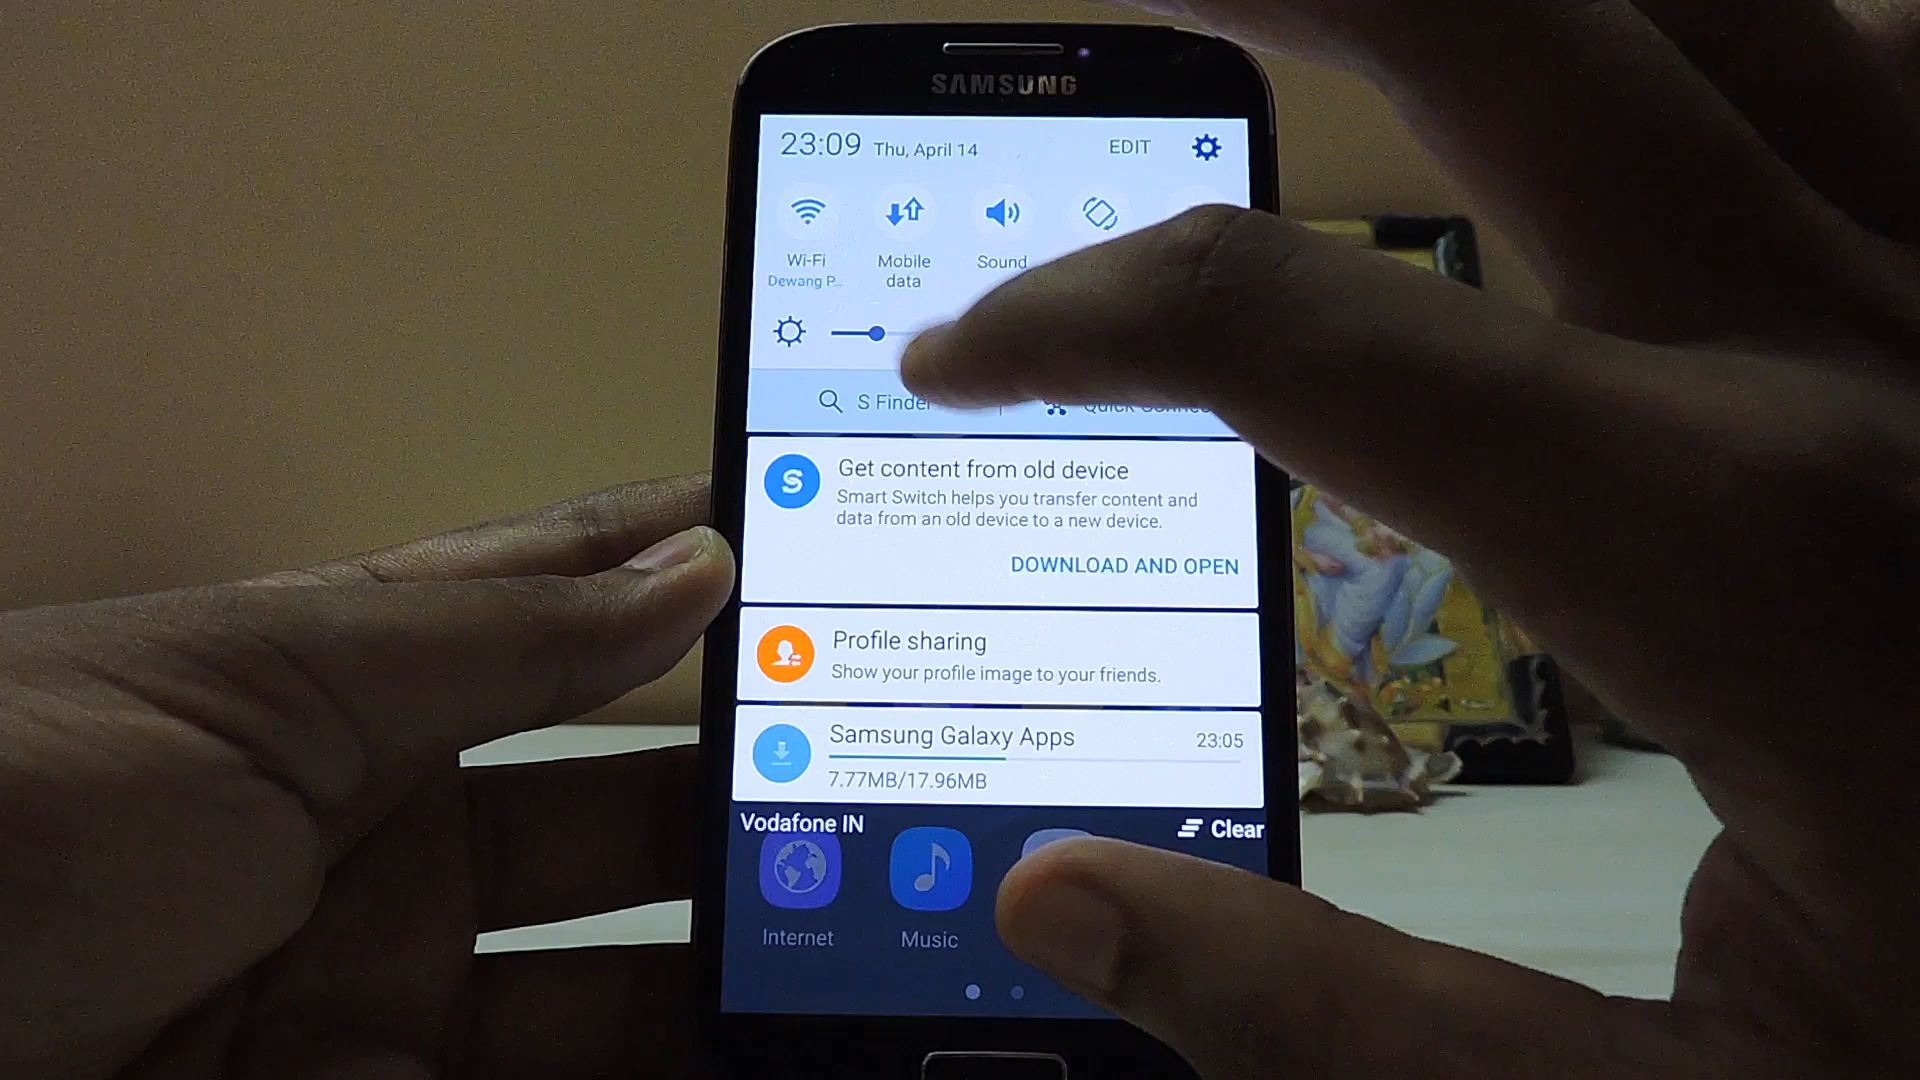 SAMSUNG
23:09 Thu, April 14 EDIT
Wi-Fi Mobile data Sound
Dewang P...
S Finder Quick Connect
Get content from old device
Smart Switch helps you transfer content and
data from an old device to a new device.
DOWNLOAD AND OPEN
Profile sharing
Show your profile image to your friends.
Samsung Galaxy Apps 23:05
7.77MB/17.96MB
Vodafone IN Clear
Internet Music